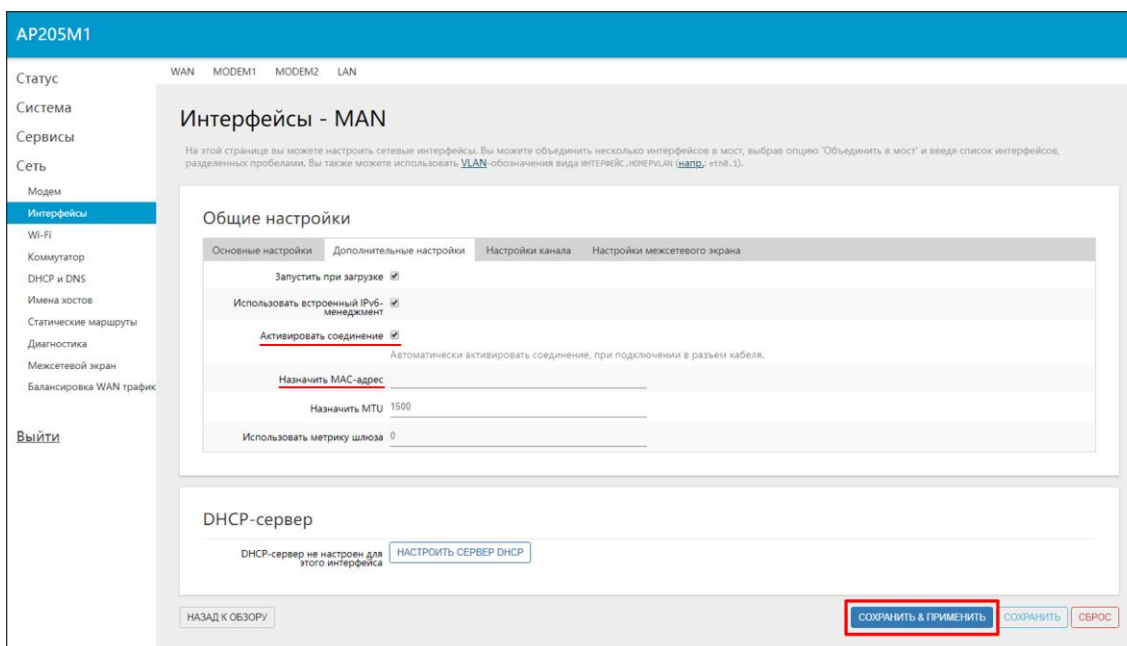 AP205M1
Статус
Система
Сервисы
Сеть
Модем
Интерфейсы
Wi-Fi
Коммутатор
DHCP и DNS
Имена хостов
Статические маршруты
Диагностика
Межсетевой экран
Балансировка WAN трафик
Выйти
WAN MODEM1 MODEM2 LAN
Интерфейсы - MAN
На этой странице вы можете настроить сетевые интерфейсы. Вы можете объединить несколько интерфейсов в мост, выбрав опцию 'Объединить в мост' и введя список интерфейсов,
разделенных пробелами. Вы также можете использовать VLAN-обозначения вида ИНТЕРФЕЙС.НОМЕРVLAN (напр.: eth0.1).
Общие настройки
Основные настройки Дополнительные настройки Настройки канала Настройки межсетевого экрана
Запустить при загрузке
Использовать встроенный IPv6-
менеджмент
Активировать соединение
Автоматически активировать соединение, при подключении в разъем кабеля.
Назначить MAC-адрес
Назначить MTU 1500
Использовать метрику шлюза 0
DHCP-сервер
DHCP-сервер не настроен для
этого интерфейса
НАСТРОИТЬ СЕРВЕР DHCP
НАЗАД К ОБЗОРУ СОХРАНИТЬ & ПРИМЕНИТЬ СОХРАНИТЬ СБРОС